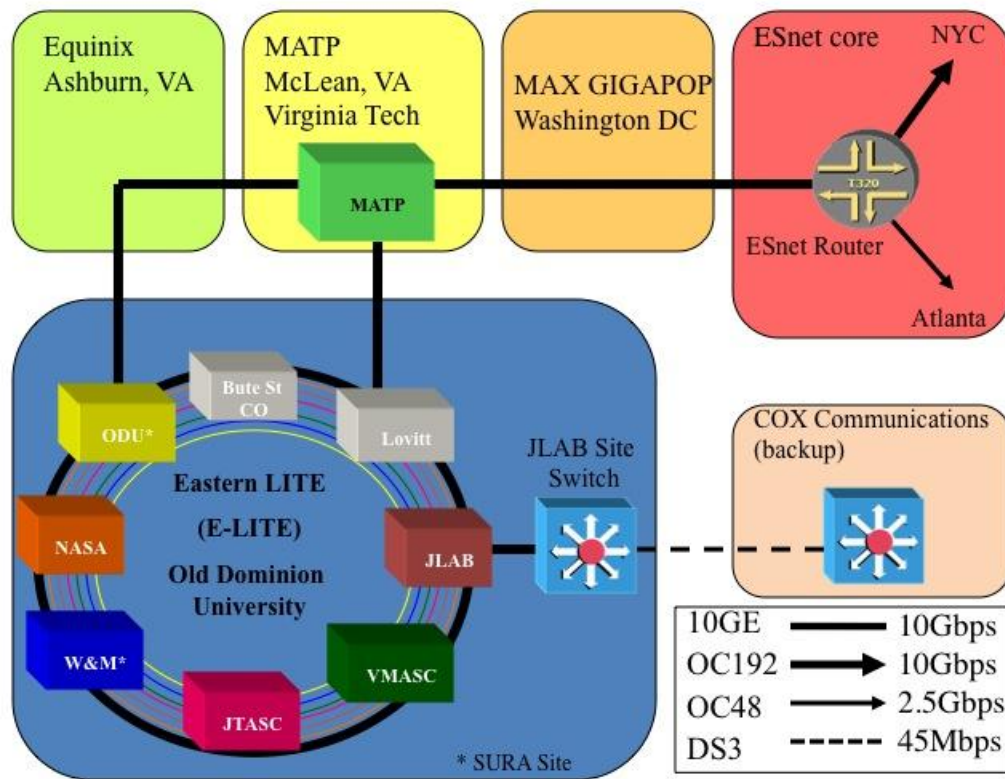 Equinix
Ashburn, VA
MATP
McLean, VA
Virginia Tech
MAX GIGAPOP
Washington DC
ESnet core
NYC
MATP
T320
ESnet Router
Atlanta
Bute St
CO
ODU*
Lovitt
Eastern LITE
(E-LITE)
Old Dominion
University
NASA
JLAB
W&M*
VMASC
JTASC
* SURA Site
JLAB Site
Switch
COX Communications
(backup)
10GE 10Gbps
OC192 10Gbps
OC48 2.5Gbps
DS3 45Mbps